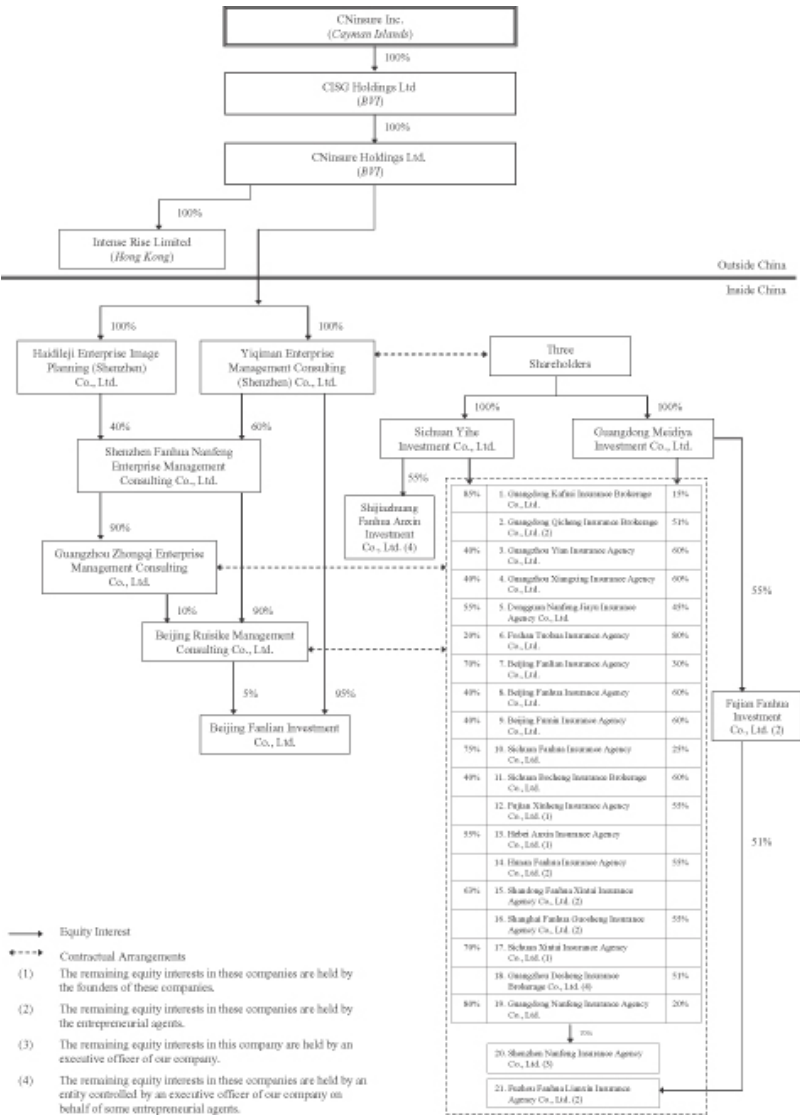 CNinsure Inc.
(Cayman Islands)
100%
CISG Holdings Ltd
(BVI)
100%
CNinsure Holdings Ltd.
(BVI)
100%
Intense Rise Limited
(Hong Kong)
Outside China
Inside China
100%
100%
Haidileji Enterprise Image
Planning (Shenzhen)
Co., Ltd.
Yiqiman Enterprise
Management Consulting
(Shenzhen) Co., Ltd.
Three
Shareholders
100%
100%
40%
60%
Sichuan Yihe
Investment Co., Ltd.
Guangdong Meidiya
Investment Co., Ltd.
Shenzhen Fanhua Nanfeng
Enterprise Management
Consulting Co., Ltd.
55%
Shijiazhuang
Fanhua Anxin
Investment
Co., Ltd. (4)
90%
Guangzhou Zhongqi Enterprise
Management Consulting
Co., Ltd.
10%
90%
Beijing Ruisike Management
Consulting Co., Ltd.
5%
95%
Beijing Fanlian Investment
Co., Ltd.
85% 1. Guangdong Kafusi Insurance Brokerage 15%
Co., Ltd.
2. Guangdong Qicheng Insurance Brokerage 51%
Co., Ltd. (2)
40% 3. Guangzhou Yian Insurance Agency 60%
Co., Ltd.
40% 4. Guangzhou Xiangxing Insurance Agency 60%
Co., Ltd.
55% 5. Dongguan Nanfeng Jiayu Insurance 45%
Agency Co., Ltd.
20% 6. Foshan Tuohua Insurance Agency 80%
Co., Ltd.
70% 7. Beijing Fanlian Insurance Agency 30%
Co., Ltd.
40% 8. Beijing Fanhua Insurance Agency 60%
Co., Ltd.
40% 9. Beijing Fumin Insurance Agency 60%
Co., Ltd.
75% 10. Sichuan Fanhua Insurance Agency 25%
Co., Ltd.
40% 11. Sichuan Bocheng Insurance Brokerage 60%
Co., Ltd.
12. Fujian Xinheng Insurance Agency 55%
Co., Ltd. (1)
55% 13. Hebei Anxin Insurance Agency
Co., Ltd. (1)
14. Hunan Fanhua Insurance Agency 55%
Co., Ltd. (2)
15. Shandong Fanhua Xintai Insurance
Agency Co., Ltd. (2)
16. Shanghai Fanhua Guosheng Insurance 55%
Agency Co., Ltd. (2)
70% 17. Sichuan Xintai Insurance Agency
Co., Ltd. (1)
18. Guangzhou Desheng Insurance 51%
Brokerage Co., Ltd. (4)
80% 19. Guangdong Nanfeng Insurance Agency 20%
Co., Ltd.
20. Shenzhen Nanfeng Insurance Agency
Co., Ltd. (3)
21. Fuzhou Fanhua Lianxin Insurance
Agency Co., Ltd. (2)
55%
Fujian Fanhua
Investment
Co., Ltd. (2)
51%
Equity Interest
Contractual Arrangements
(1) The remaining equity interests in these companies are held by
the founders of these companies.
(2) The remaining equity interests in these companies are held by
the entrepreneurial agents.
(3) The remaining equity interests in this company are held by an
executive officer of our company.
(4) The remaining equity interests in these companies are held by an
entity controlled by an executive officer of our company on
behalf of some entrepreneurial agents.